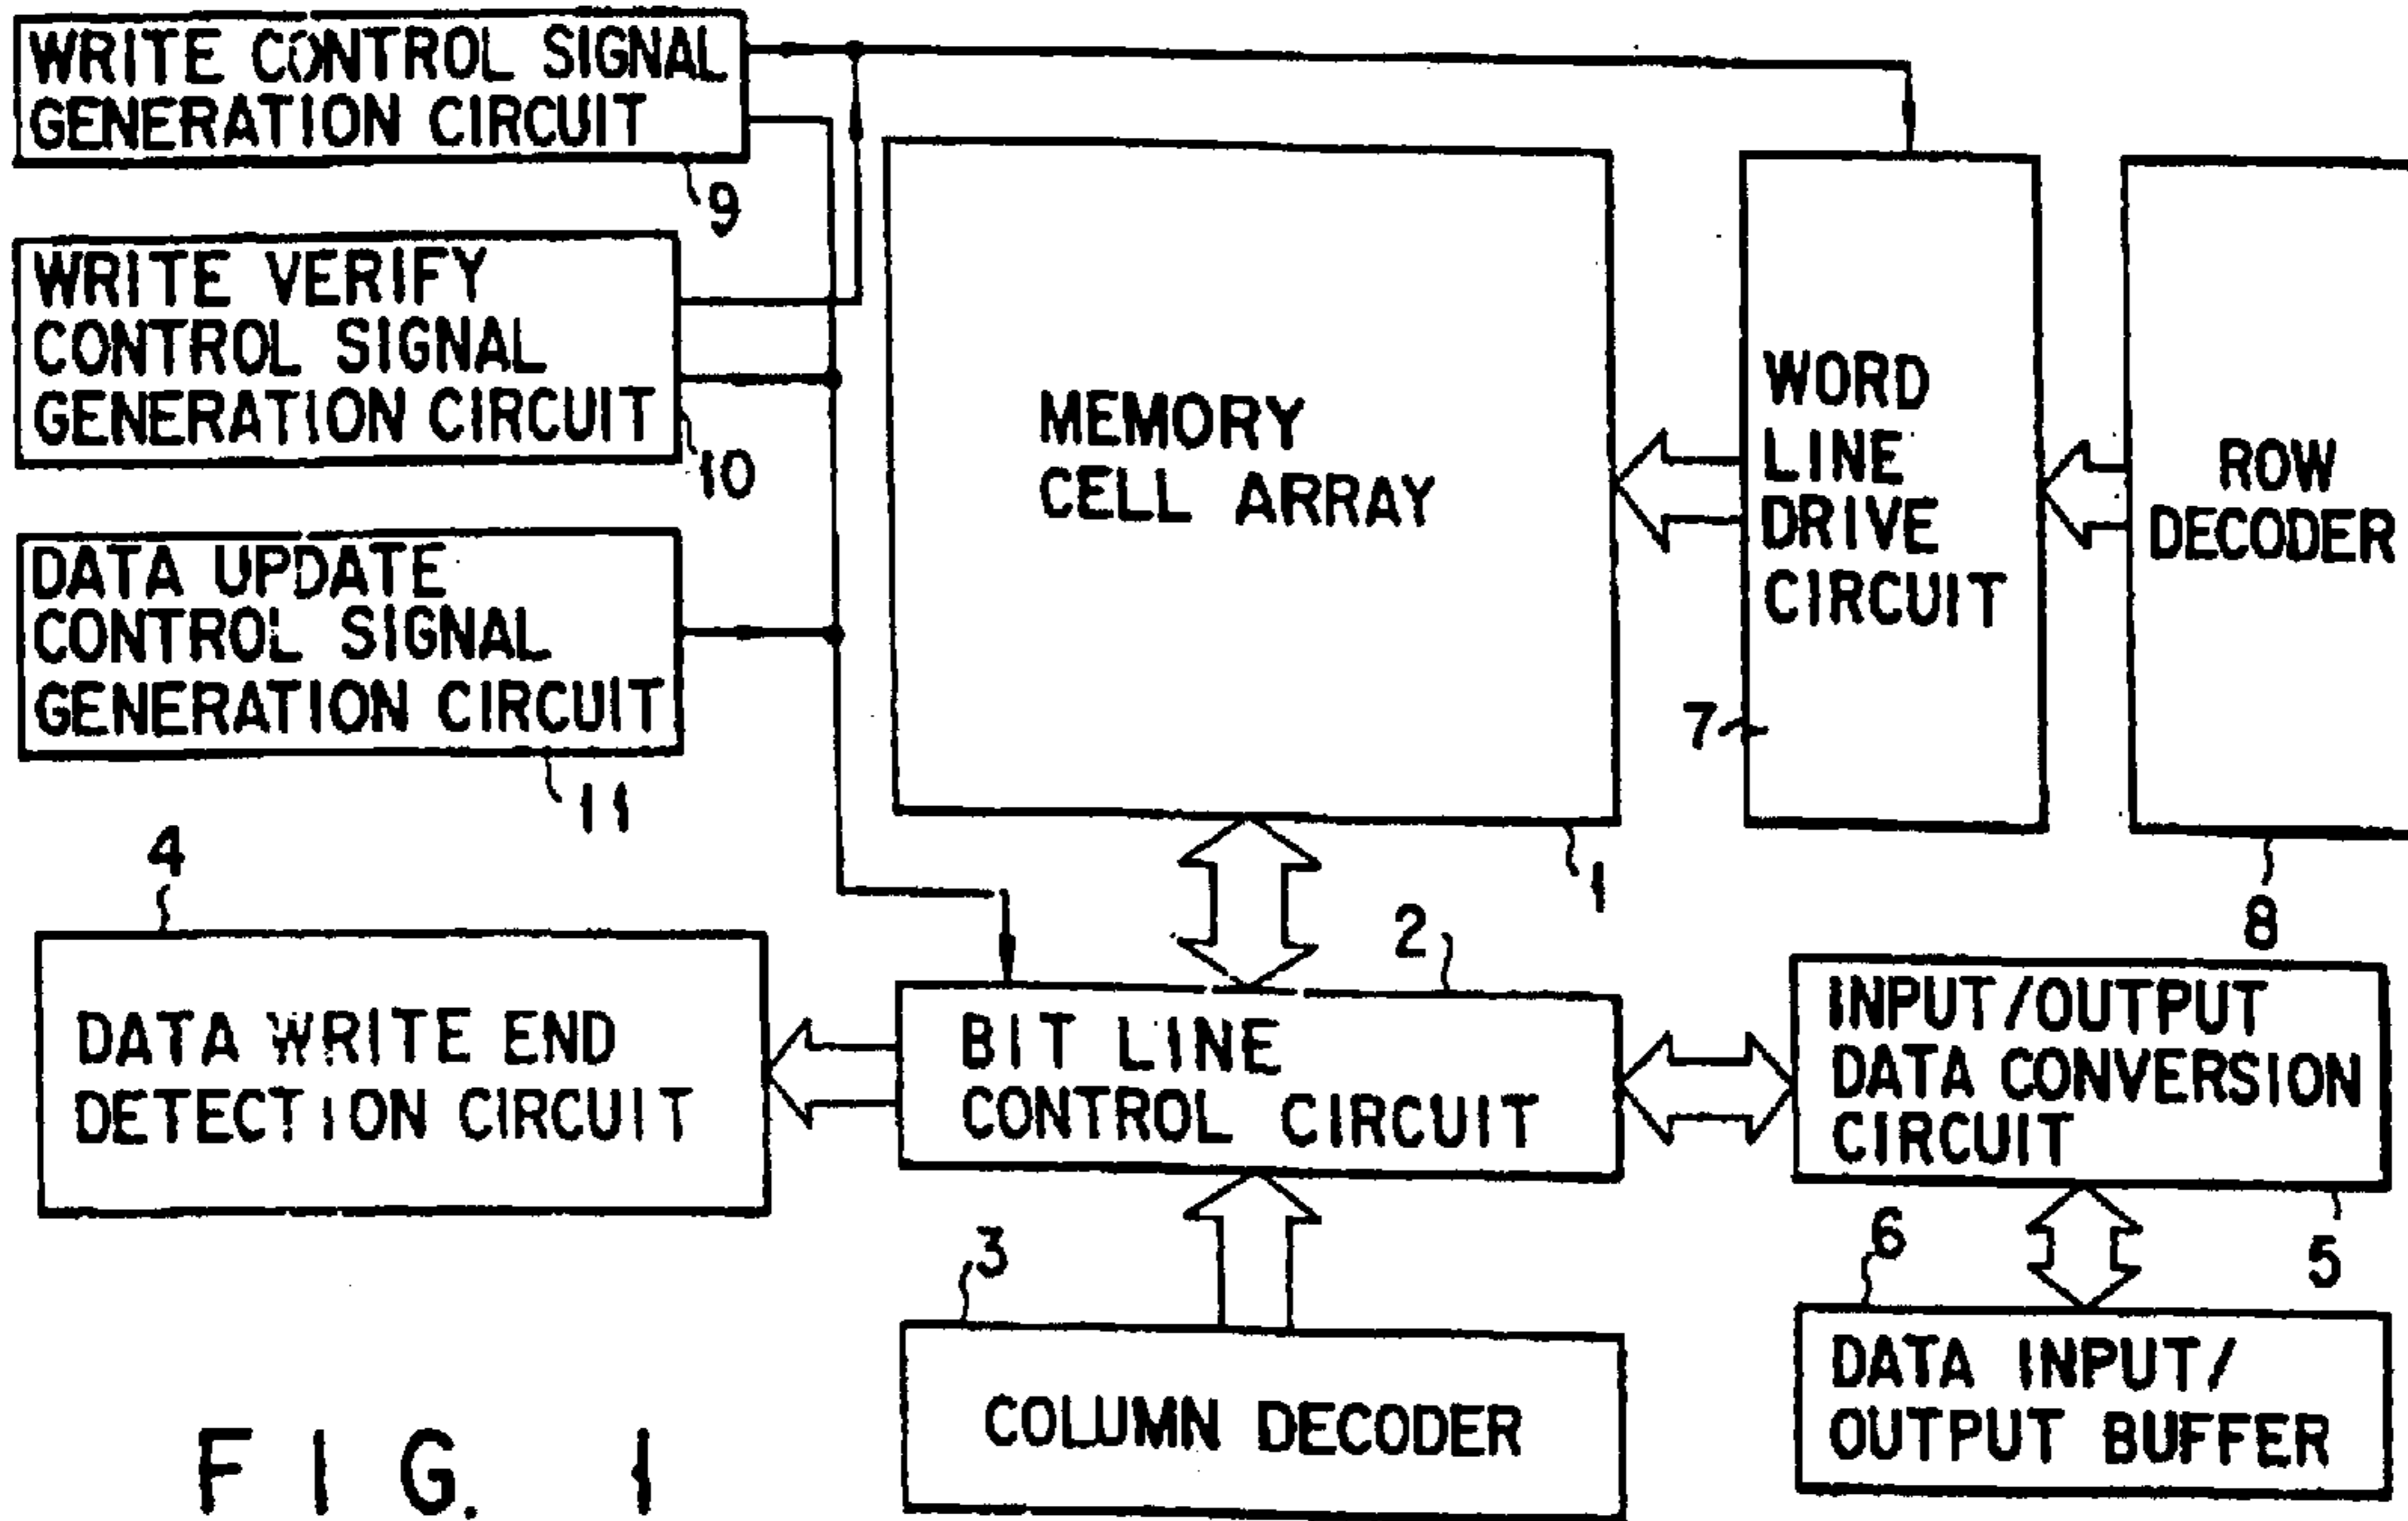 WRITE CONTROL SIGNAL
GENERATION CIRCUIT
9
WRITE VERIFY
CONTROL SIGNAL
GENERATION CIRCUIT
10
DATA UPDATE
CONTROL SIGNAL
GENERATION CIRCUIT
11
MEMORY
CELL ARRAY
1
WORD
LINE
DRIVE
CIRCUIT
7
ROW
DECODER
8
4
DATA WRITE END
DETECTION CIRCUIT
2
BIT LINE
CONTROL CIRCUIT
INPUT/OUTPUT
DATA CONVERSION
CIRCUIT
5
3
COLUMN DECODER
6
DATA INPUT/
OUTPUT BUFFER
FIG. 1